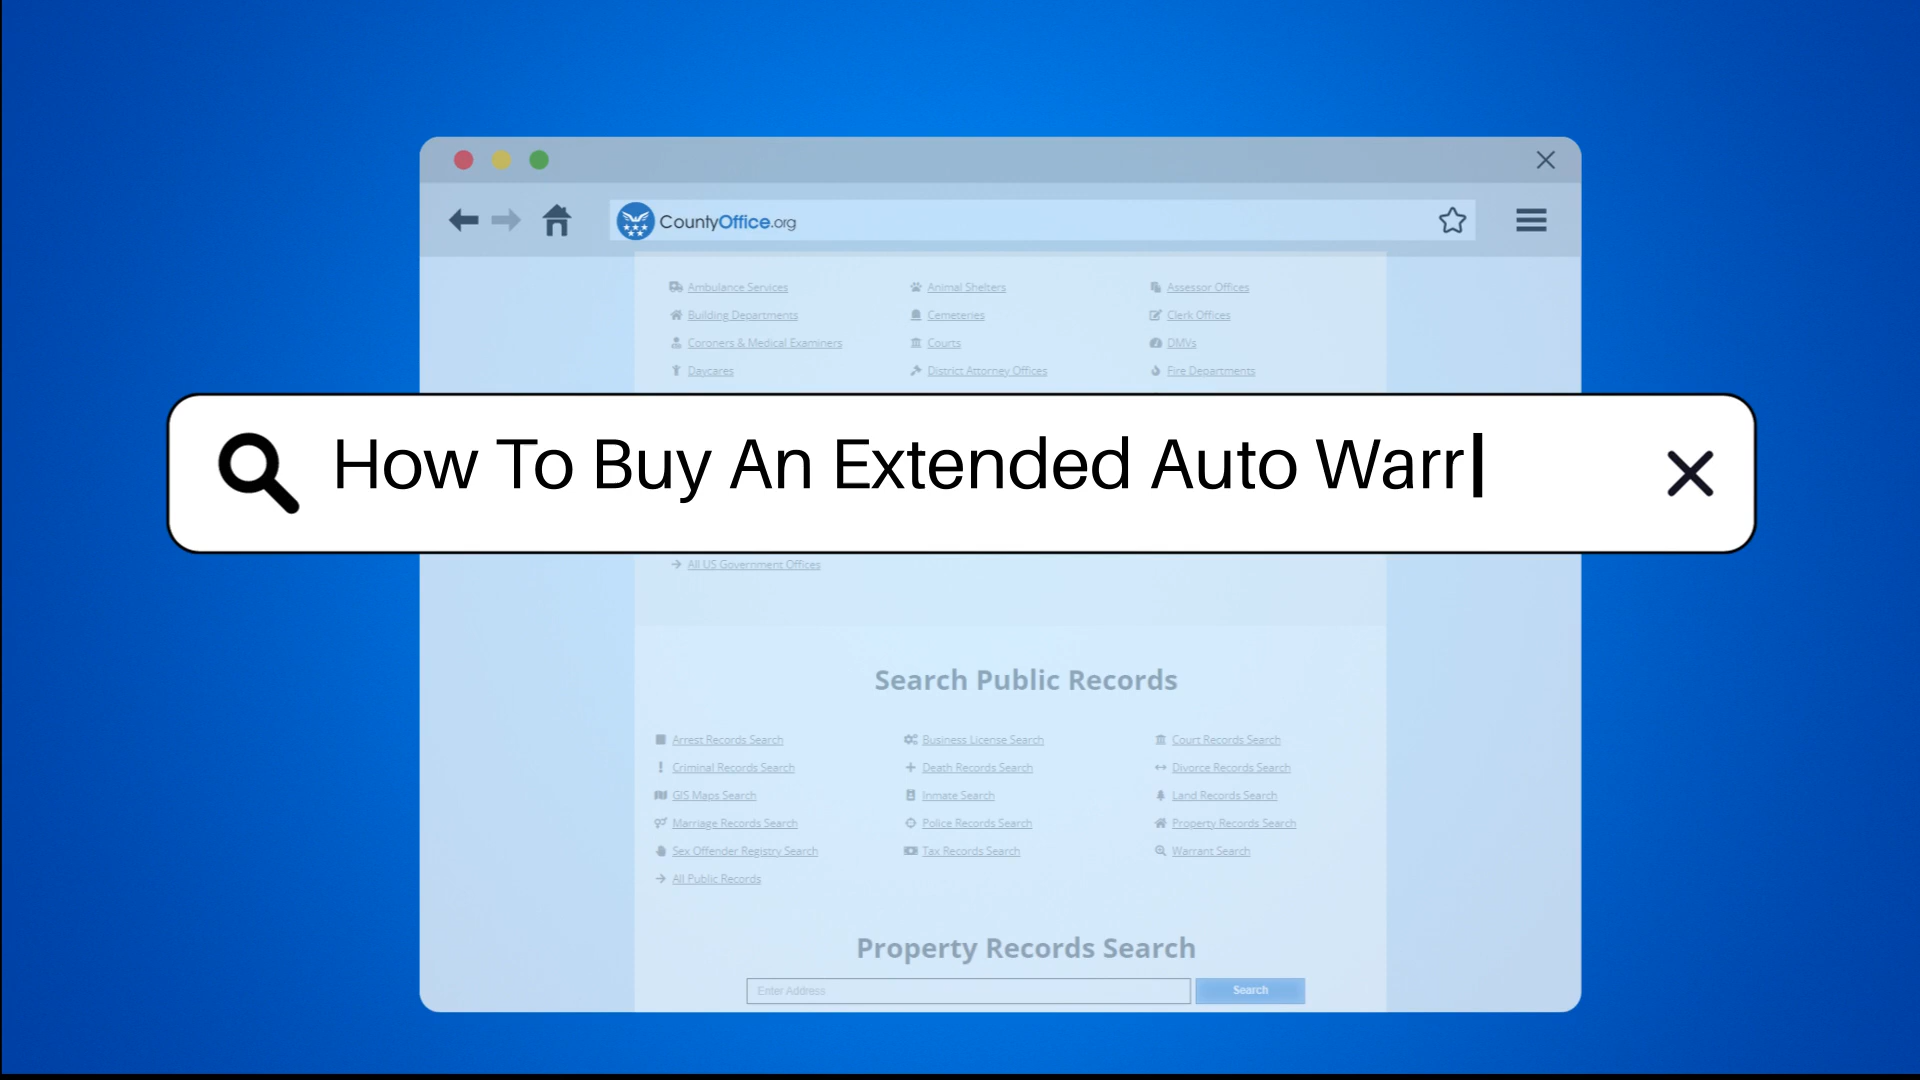 CountyOffice.org
Ambulance Services Animal Shelters Assessor Offices
Building Departments Cemeteries Clerk Offices
Coroners & Medical Examiners Courts DMVs
Daycares District Attorney Offices Fire Departments
How To Buy An Extended Auto Warr
All US Government Offices
Search Public Records
Arrest Records Search Business License Search Court Records Search
Criminal Records Search Death Records Search Divorce Records Search
GIS Maps Search Inmate Search Land Records Search
Marriage Records Search Police Records Search Property Records Search
Sex Offender Registry Search Tax Records Search Warrant Search
All Public Records
Property Records Search
Enter Address Search